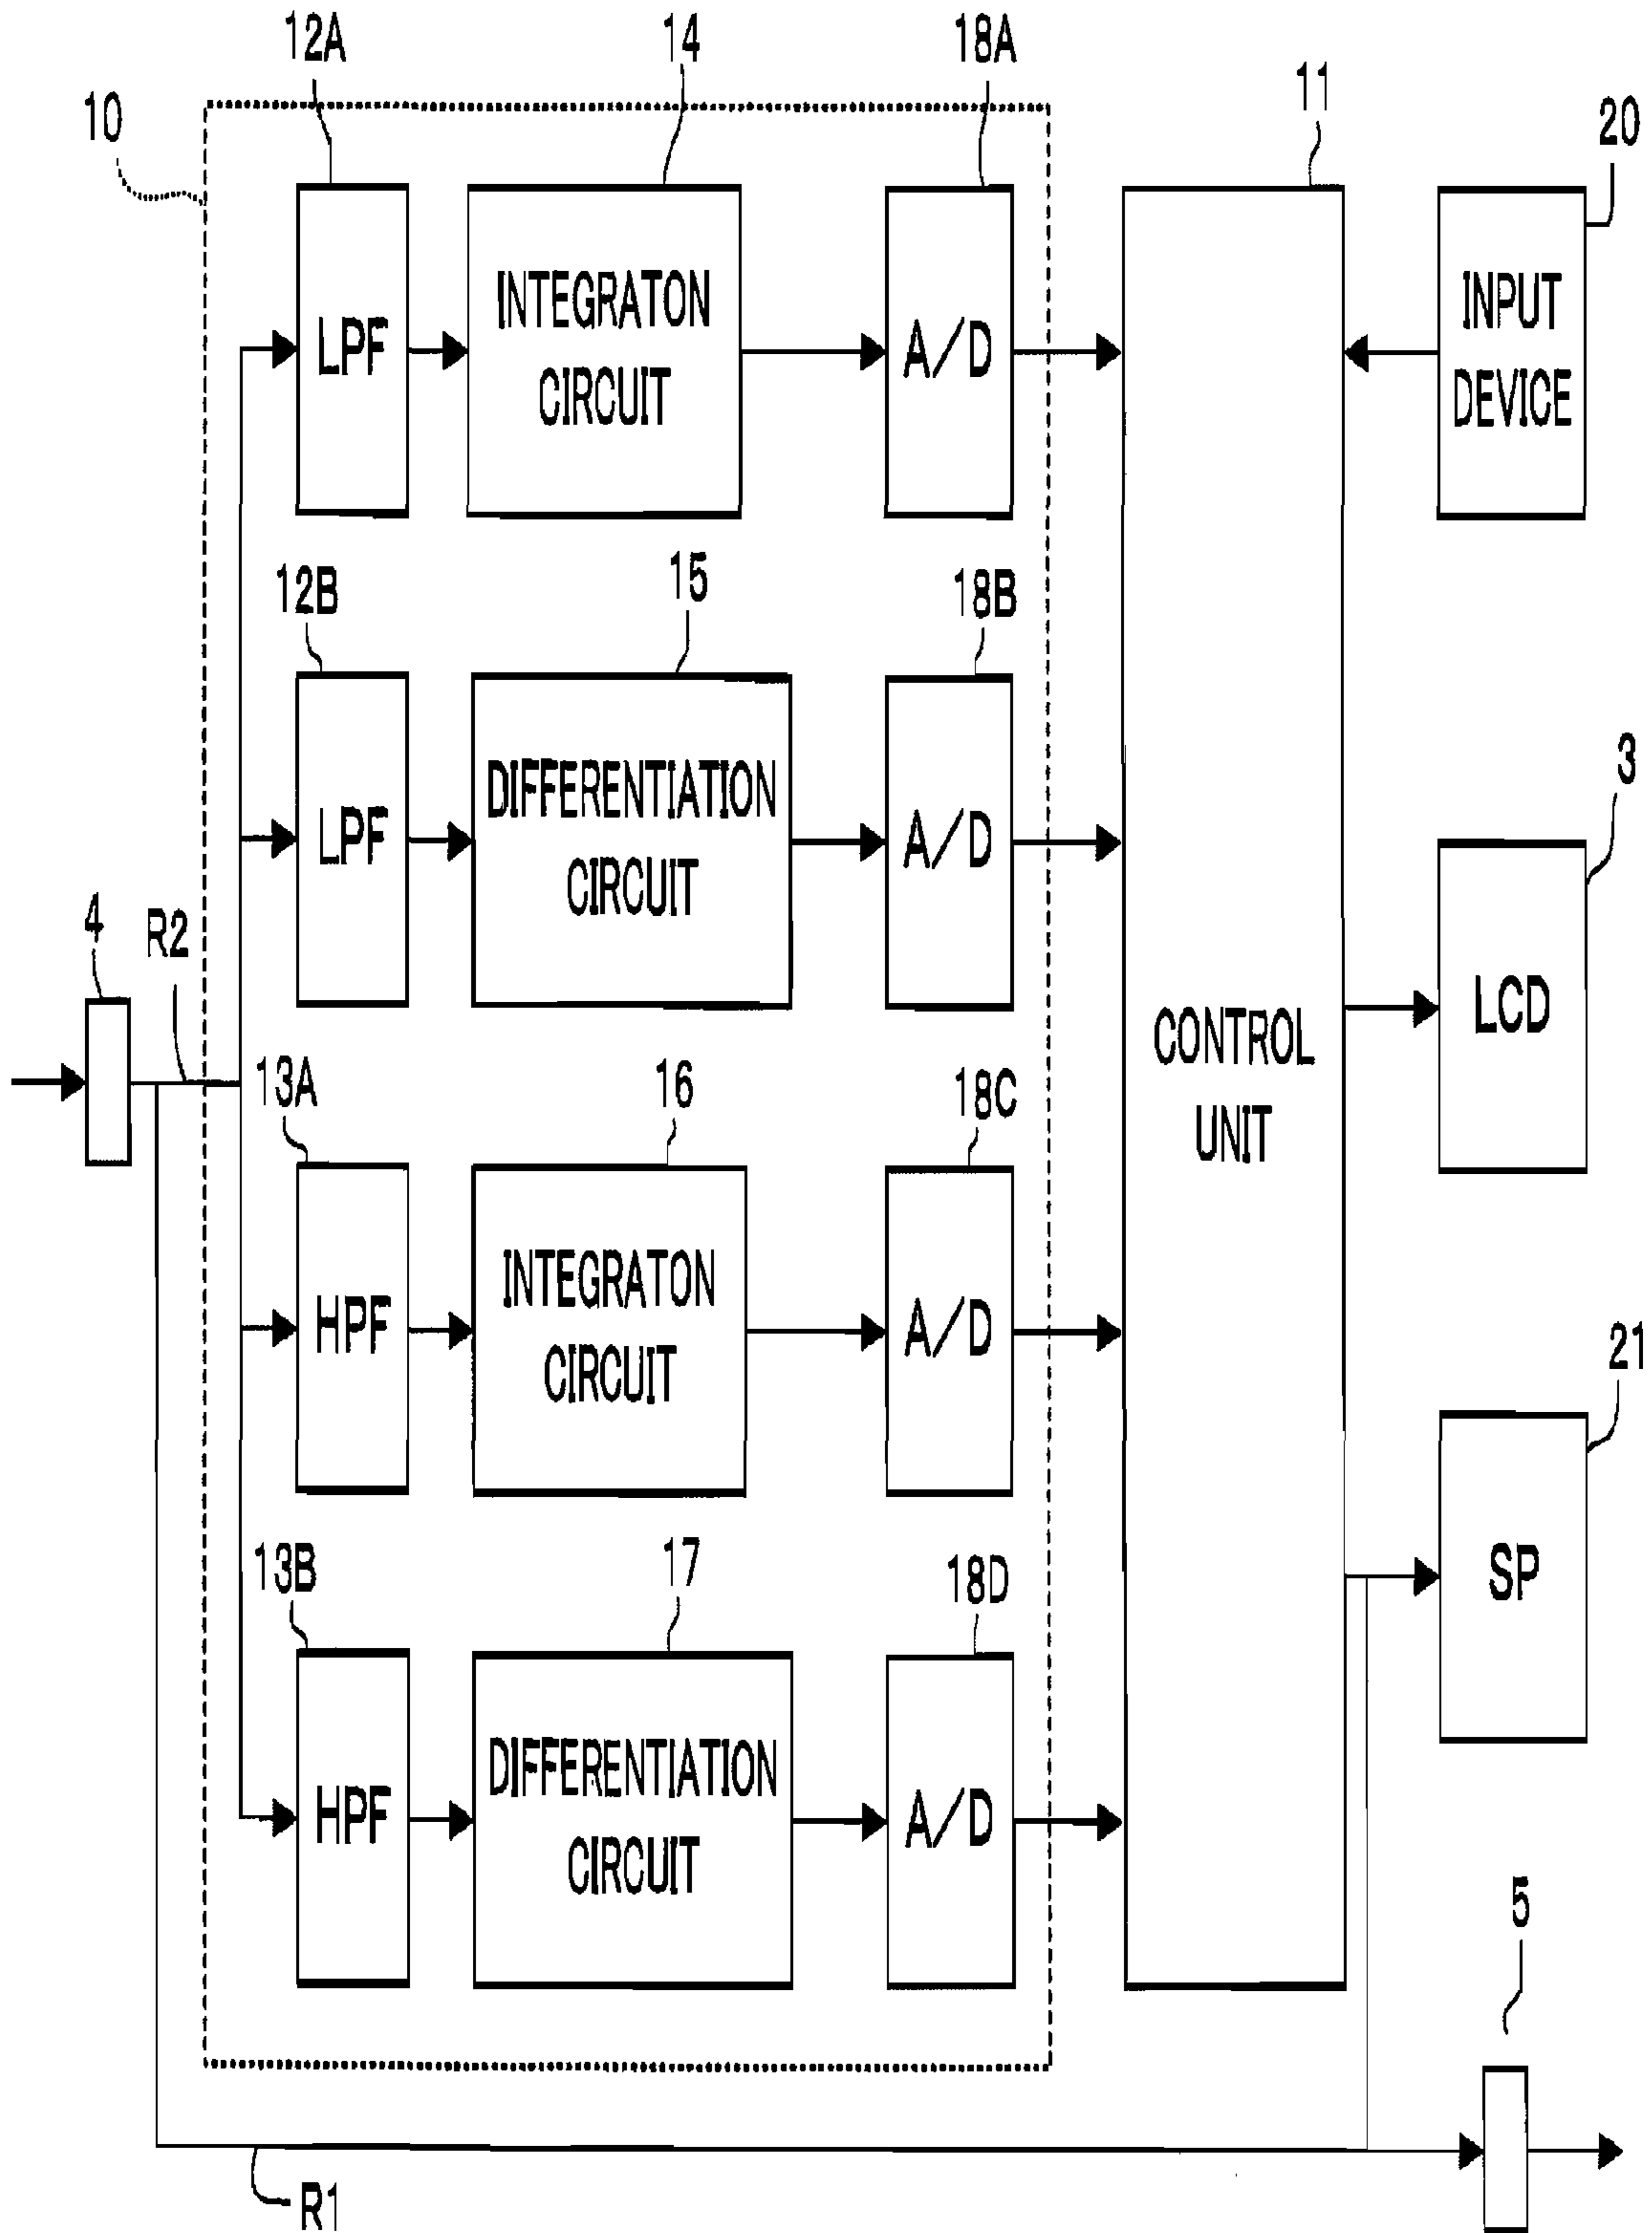 12A
14
18A
11
10
20
LPF
INTEGRATON
CIRCUIT
A/D
INPUT
DEVICE
12B
15
18B
3
LPF
DIFFERENTIATION
CIRCUIT
A/D
4
R2
LCD
CONTROL
UNIT
13A
16
18C
HPF
INTEGRATON
CIRCUIT
A/D
21
13B
17
18D
SP
HPF
DIFFERENTIATION
CIRCUIT
A/D
5
R1